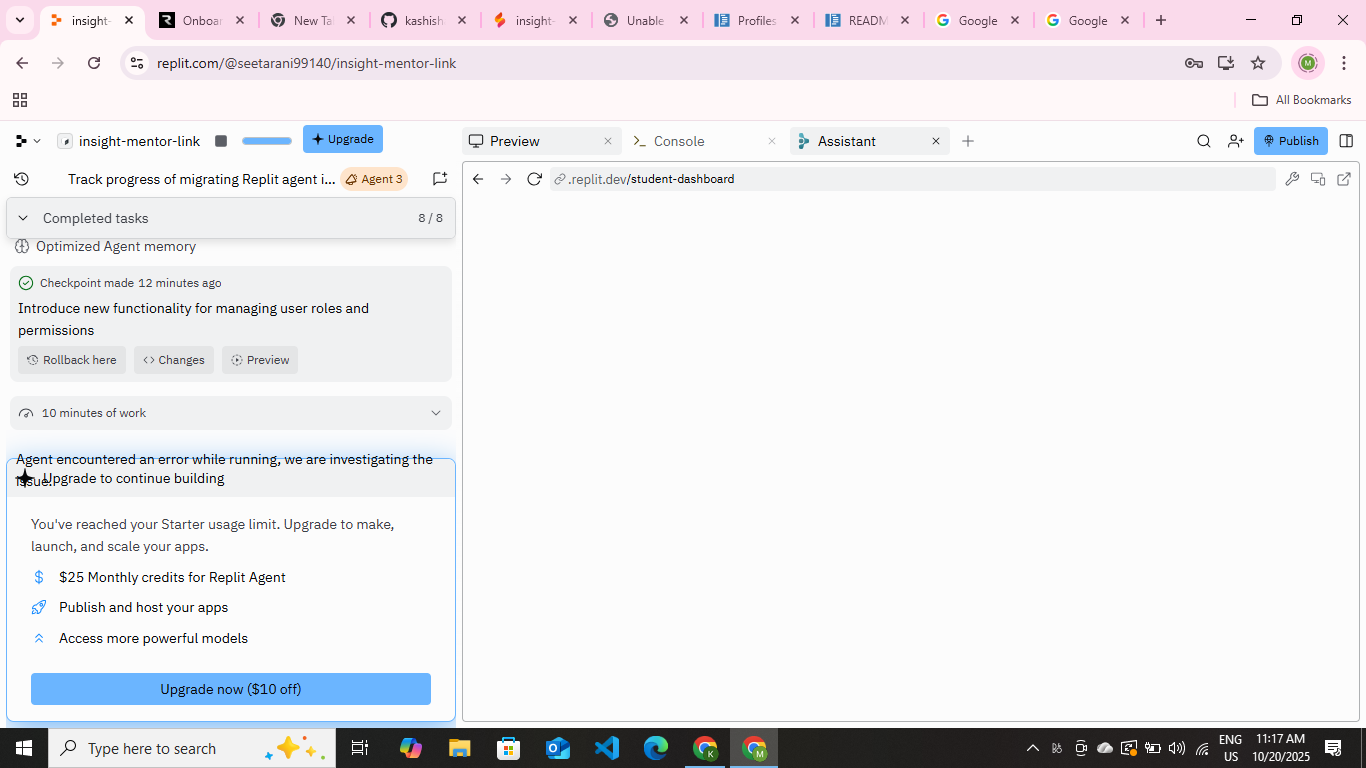 insight-
Onboar
New Ta
kashish
insight-
Unable
Profiles
README
Google
Google
replit.com/@seetarani99140/insight-mentor-link
M
All Bookmarks
insight-mentor-link
Upgrade
Preview
Console
Assistant
Publish
Track progress of migrating Replit agent i...
Agent 3
.replit.dev/student-dashboard
Completed tasks
8 / 8
Optimized Agent memory
Checkpoint made 12 minutes ago
Introduce new functionality for managing user roles and
permissions
Rollback here
Changes
Preview
10 minutes of work
Agent encountered an error while running, we are investigating the
issue.
Upgrade to continue building
You've reached your Starter usage limit. Upgrade to make,
launch, and scale your apps.
$25 Monthly credits for Replit Agent
Publish and host your apps
Access more powerful models
Upgrade now ($10 off)
Type here to search
K
M
ENG
US
11:17 AM
10/20/2025